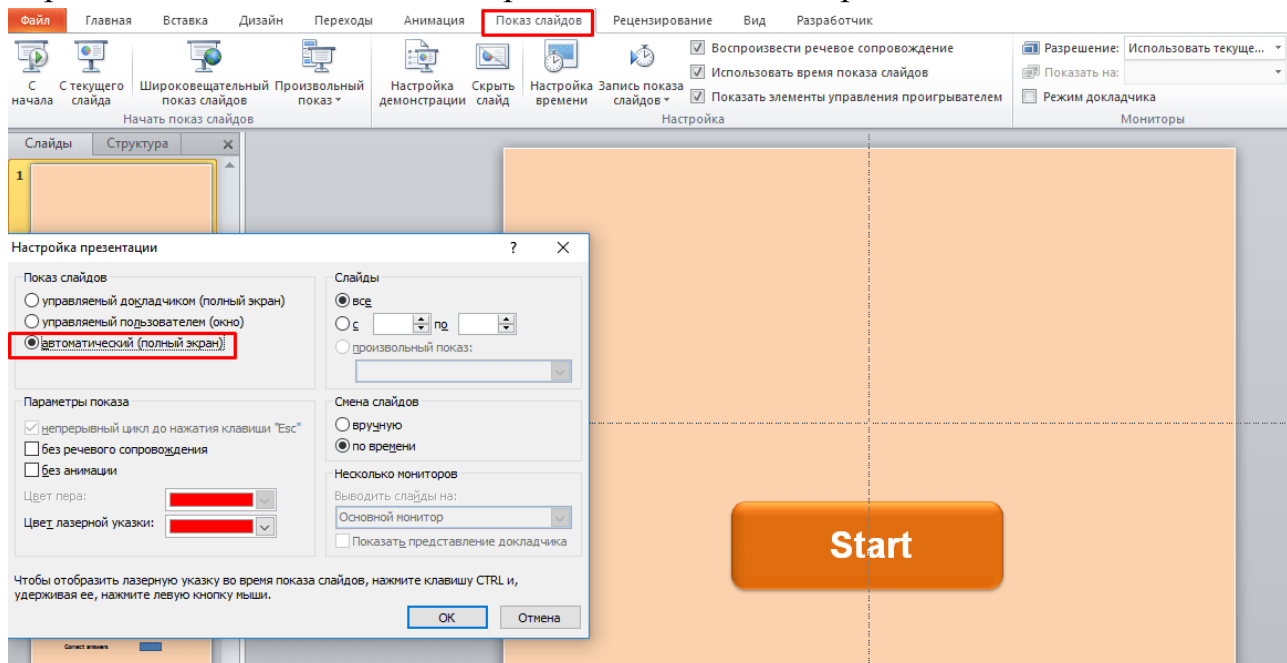 Файл Главная Вставка Дизайн Переходы Анимация Показ слайдов Рецензирование Вид Разработчик
С начала
С текущего слайда
Широковещательный показ слайдов
Произвольный показ
Настройка демонстрации
Скрыть слайд
Настройка времени
Запись показа слайдов
Воспроизвести речевое сопровождение
Использовать время показа слайдов
Показать элементы управления проигрывателем
Разрешение: Использовать текуще...
Показать на:
Режим докладчика
Начать показ слайдов Настройка Мониторы
Слайды Структура
1
Настройка презентации ?
Показ слайдов
управляемый докладчиком (полный экран)
управляемый пользователем (окно)
автоматический (полный экран)
Слайды
все
с по
произвольный показ:
Параметры показа
непрерывный цикл до нажатия клавиши "Esc"
без речевого сопровождения
без анимации
Цвет пера:
Цвет лазерной указки:
Смена слайдов
вручную
по времени
Несколько мониторов
Выводить слайды на:
Основной монитор
Показать представление докладчика
Чтобы отобразить лазерную указку во время показа слайдов, нажмите клавишу CTRL и,
удерживая ее, нажмите левую кнопку мыши.
ОК Отмена
Start
Correct answers